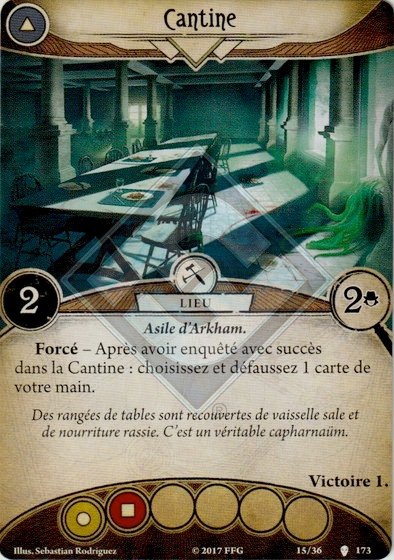 Cantine
2
LIEU
2
Asile d'Arkham.
Forcé – Après avoir enquêté avec succès
dans la Cantine : choisissez et défaussez 1 carte de
votre main.
Des rangées de tables sont recouvertes de vaisselle sale et
de nourriture rassie. C'est un véritable capharnaüm.
Victoire 1.
Illus. Sebastian Rodriguez © 2017 FFG 15/36 173